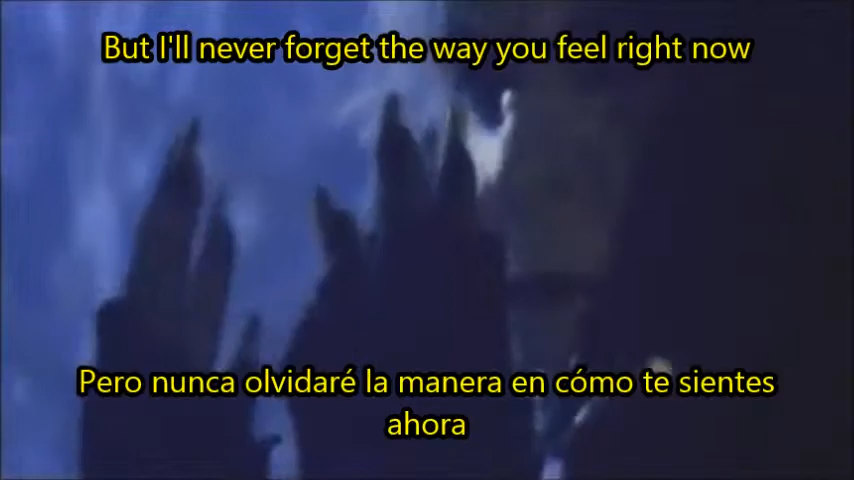 But I'll never forget the way you feel right now
Pero nunca olvidaré la manera en cómo te sientes
ahora